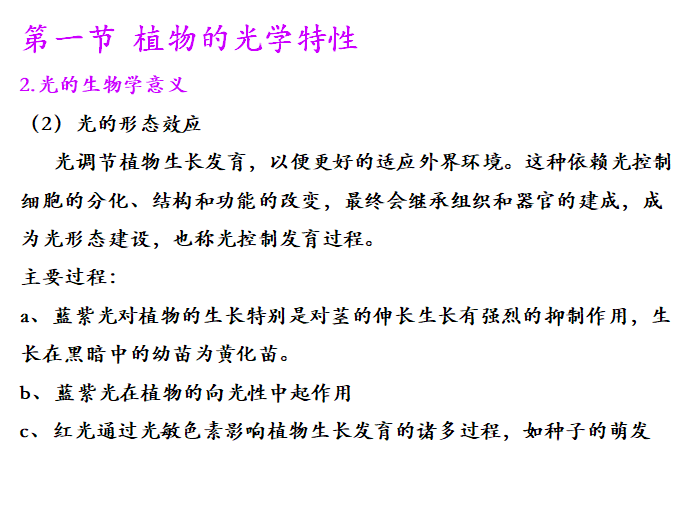 第一节 植物的光学特性
2.光的生物学意义
（2）光的形态效应
光调节植物生长发育，以便更好的适应外界环境。这种依赖光控制
细胞的分化、结构和功能的改变，最终会继承组织和器官的建成，成
为光形态建设，也称光控制发育过程。
主要过程：
a、蓝紫光对植物的生长特别是对茎的伸长生长有强烈的抑制作用，生
长在黑暗中的幼苗为黄化苗。
b、蓝紫光在植物的向光性中起作用
c、红光通过光敏色素影响植物生长发育的诸多过程，如种子的萌发